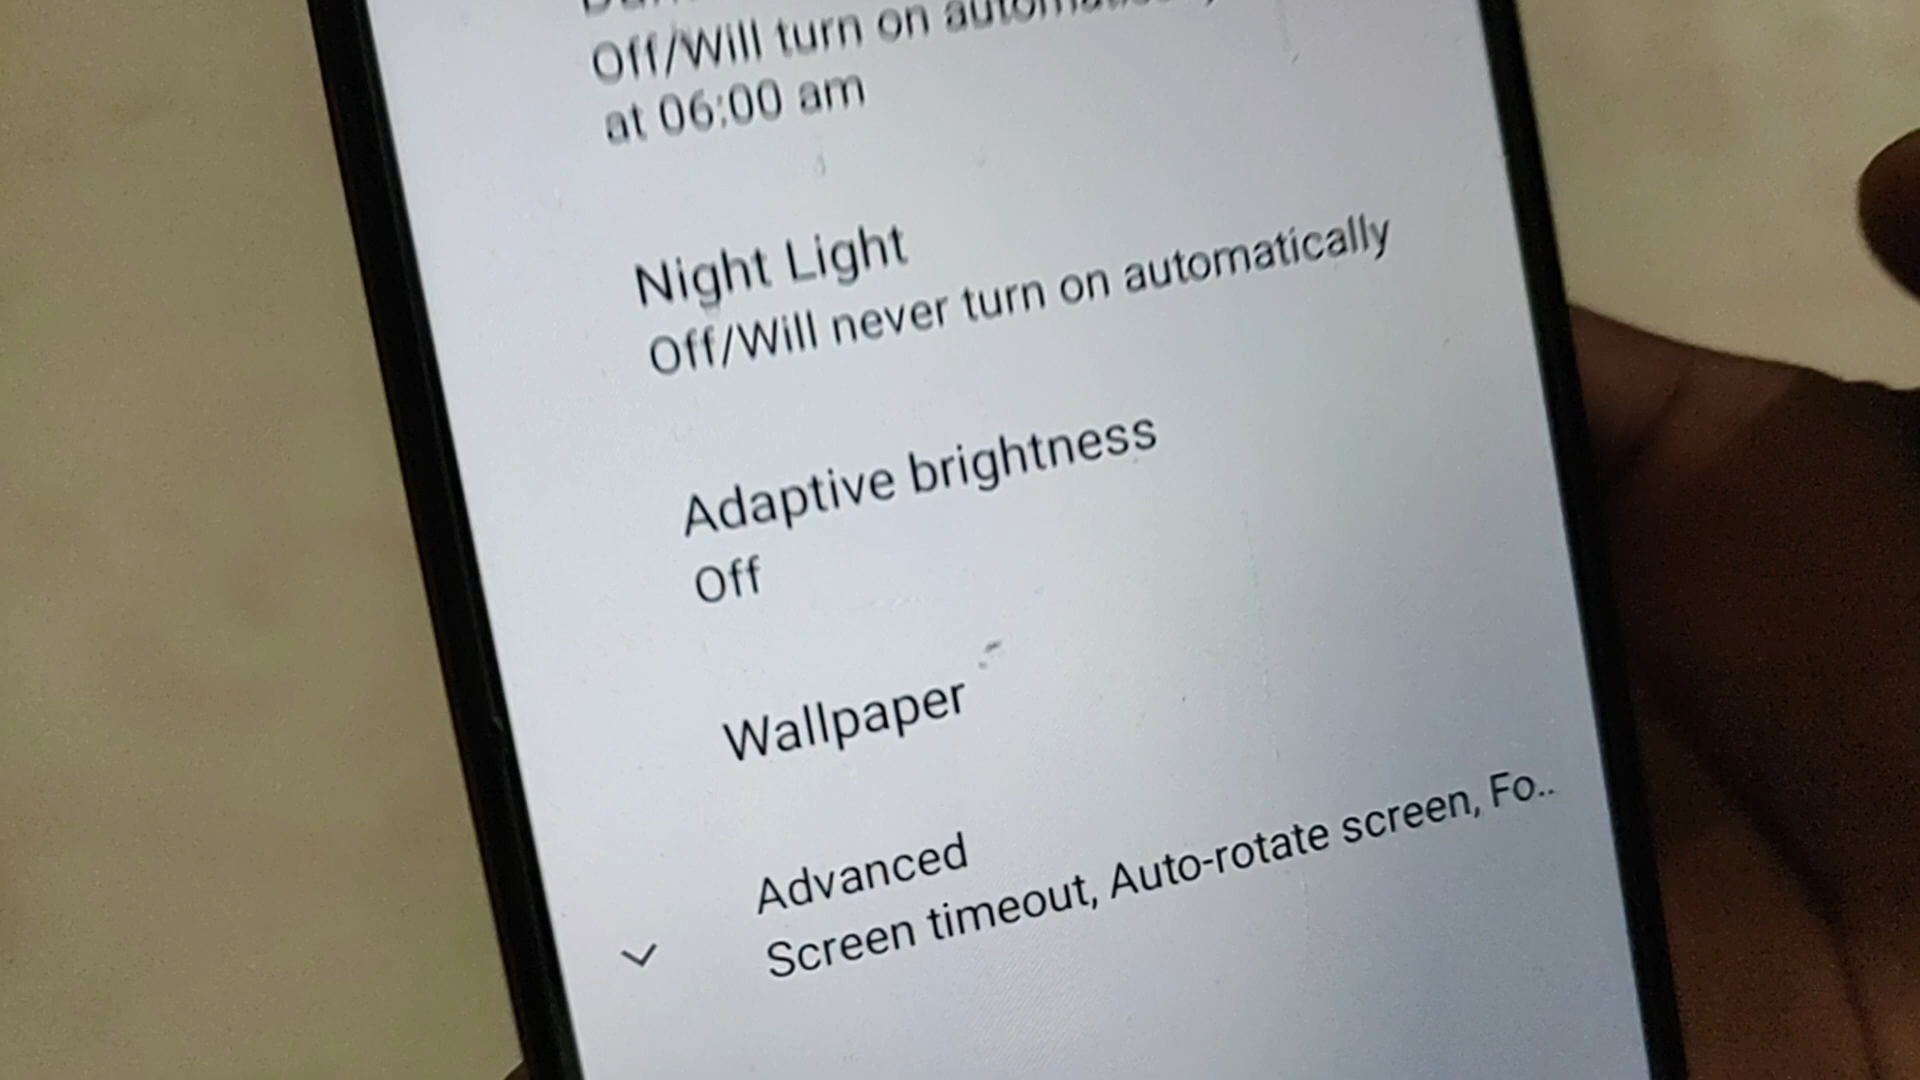 Off/Will turn on automatically
at 06:00 am
Night Light
Off/Will never turn on automatically
Adaptive brightness
Off
Wallpaper
Advanced
Screen timeout, Auto-rotate screen, Fo..